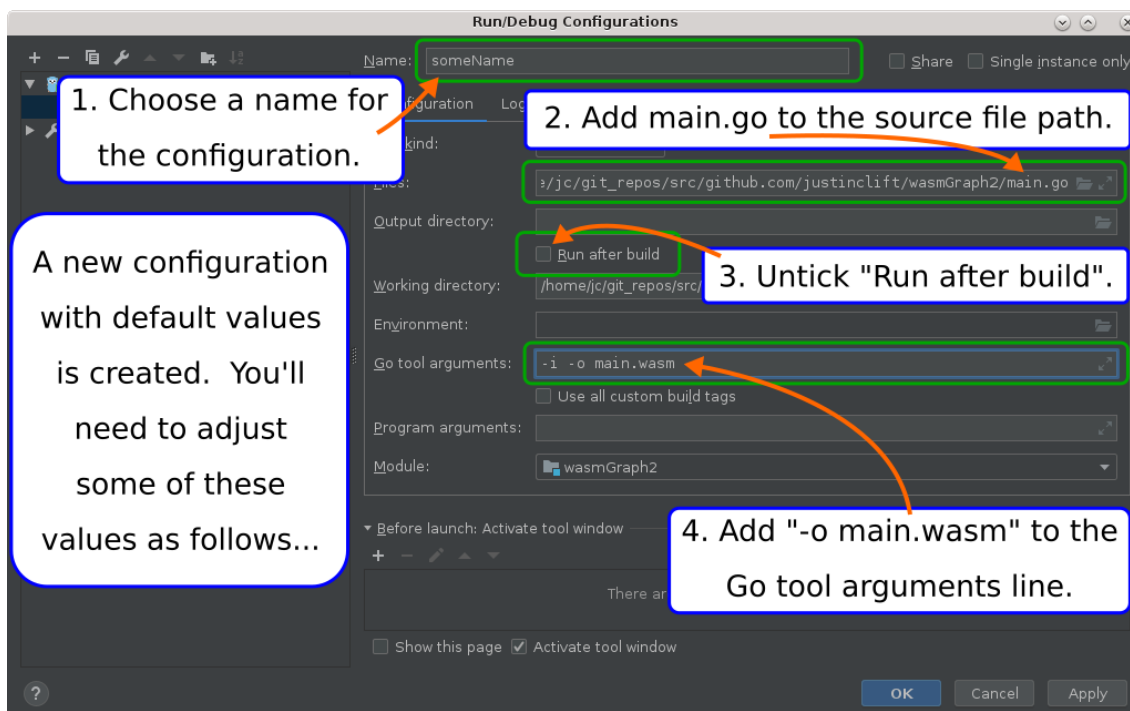 Run/Debug Configurations
Name: someName
Share
Single instance only
1. Choose a name for
the configuration.
2. Add main.go to the source file path.
kind:
Files:
e/jc/git_repos/src/github.com/justinclift/wasmGraph2/main.go
Output directory:
Run after build
3. Untick "Run after build".
Working directory:
/home/jc/git_repos/src/
Environment:
Go tool arguments:
-i -o main.wasm
Use all custom build tags
Program arguments:
Module:
wasmGraph2
A new configuration
with default values
is created. You'll
need to adjust
some of these
values as follows...
Before launch: Activate tool window
4. Add "-o main.wasm" to the
Go tool arguments line.
There
Show this page
Activate tool window
?
OK
Cancel
Apply